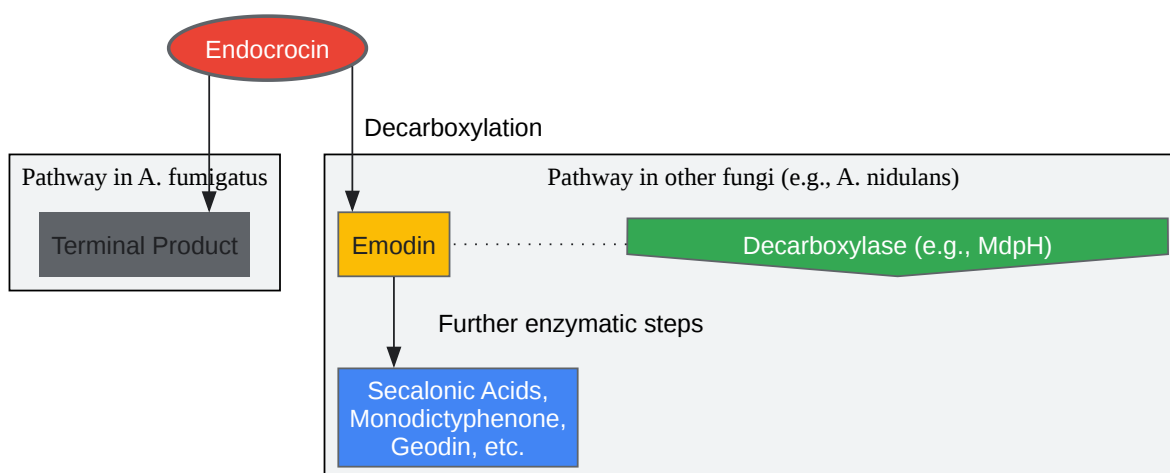 Endocrocin
Decarboxylation
Pathway in A. fumigatus
Pathway in other fungi (e.g., A. nidulans)
Terminal Product
Emodin
Decarboxylase (e.g., MdpH)
Further enzymatic steps
Secalonic Acids,
Monodictyphenone,
Geodin, etc.